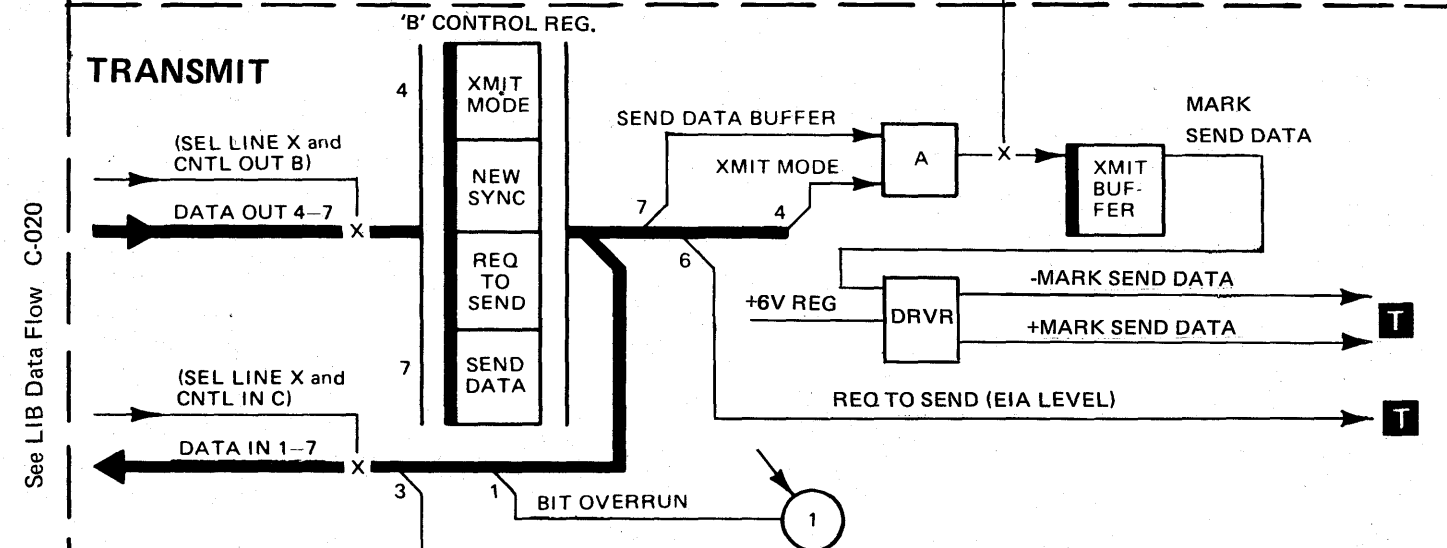 'B' CONTROL REG.
TRANSMIT
4
XMIT
MODE
(SEL LINE X and
CNTL OUT B)
DATA OUT 4–7
X
NEW
SYNC
REQ
TO
SEND
SEND
DATA
7
(SEL LINE X and
CNTL IN C)
DATA IN 1–7
X
3
1
BIT OVERRUN
1
SEND DATA BUFFER
XMIT MODE
7
4
6
A
X
XMIT
BUF-
FER
MARK
SEND DATA
+6V REG
DRVR
-MARK SEND DATA
+MARK SEND DATA
T
REQ TO SEND (EIA LEVEL)
T
See LIB Data Flow C-020